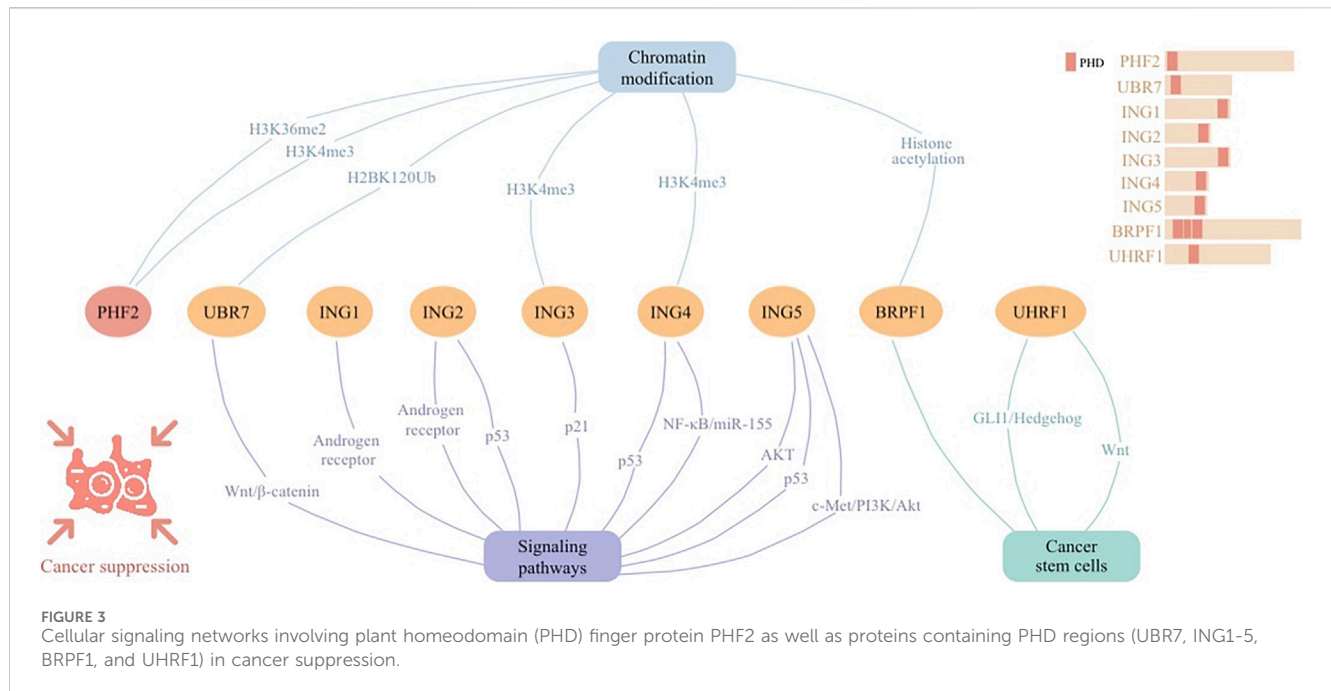 Chromatin
modification
H3K36me2
H3K4me3
H2BK120Ub
H3K4me3
H3K4me3
Histone
acetylation
PHD
PHF2
UBR7
ING1
ING2
ING3
ING4
ING5
BRPF1
UHRF1
PHF2
UBR7
ING1
ING2
ING3
ING4
ING5
BRPF1
UHRF1
Wnt/β-catenin
Androgen
receptor
Androgen
receptor
p53
p21
p53
NF-κB/miR-155
AKT
p53
c-Met/PI3K/Akt
GLI1/Hedgehog
Wnt
Cancer suppression
Signaling
pathways
Cancer
stem cells
FIGURE 3
Cellular signaling networks involving plant homeodomain (PHD) finger protein PHF2 as well as proteins containing PHD regions (UBR7, ING1-5,
BRPF1, and UHRF1) in cancer suppression.